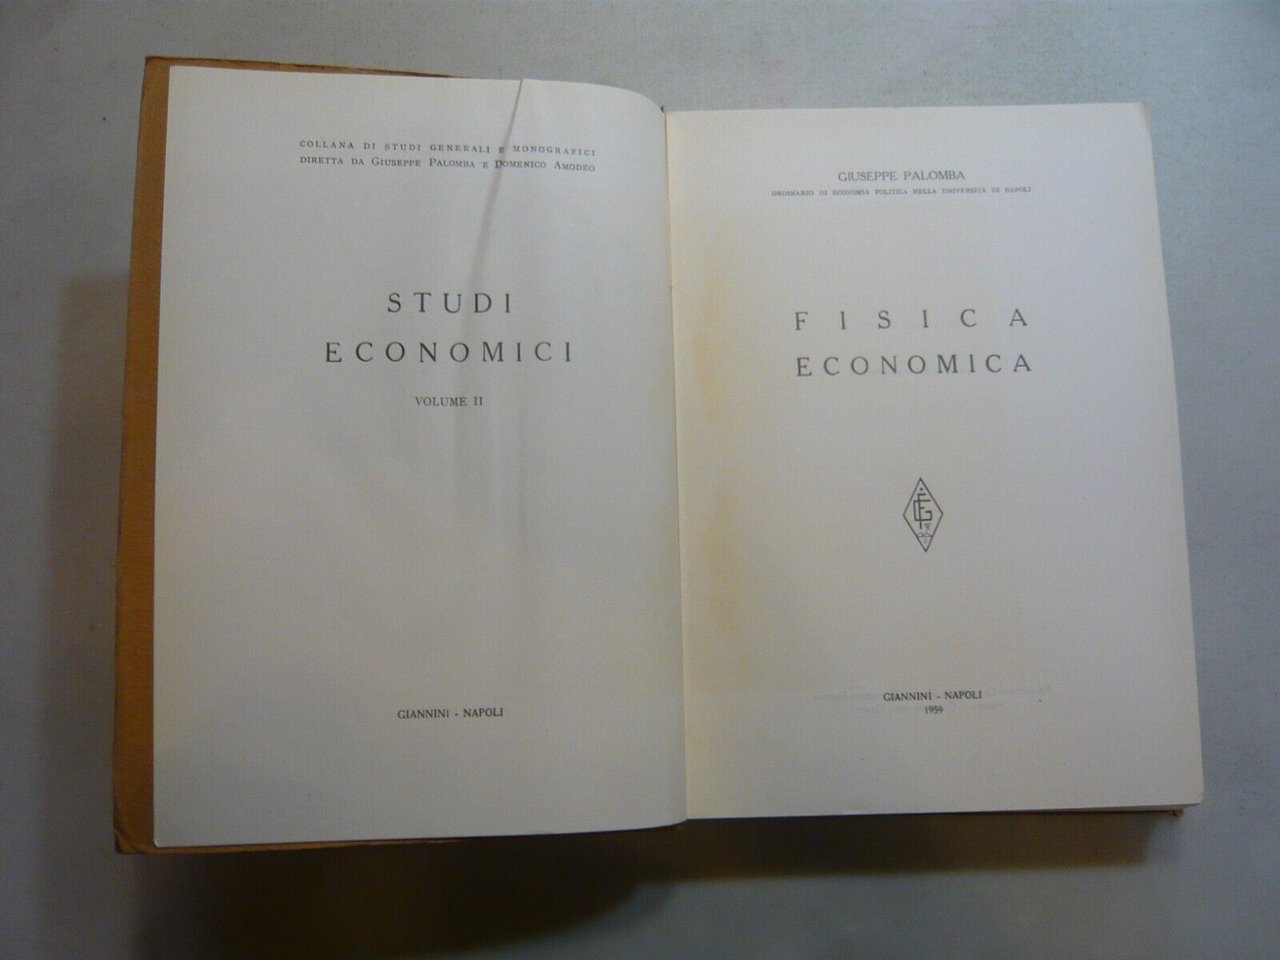 COLLANA DI STUDI GENERALI E MONOGRAFICI
DIRETTA DA GIUSEPPE PALOMBA E DOMENICO AMODEO
STUDI
ECONOMICI
VOLUME II
GIANNINI - NAPOLI
GIUSEPPE PALOMBA
ORDINARIO DI ECONOMIA POLITICA NELLA UNIVERSITÀ DI NAPOLI
FISICA
ECONOMICA
GIANNINI - NAPOLI
1959